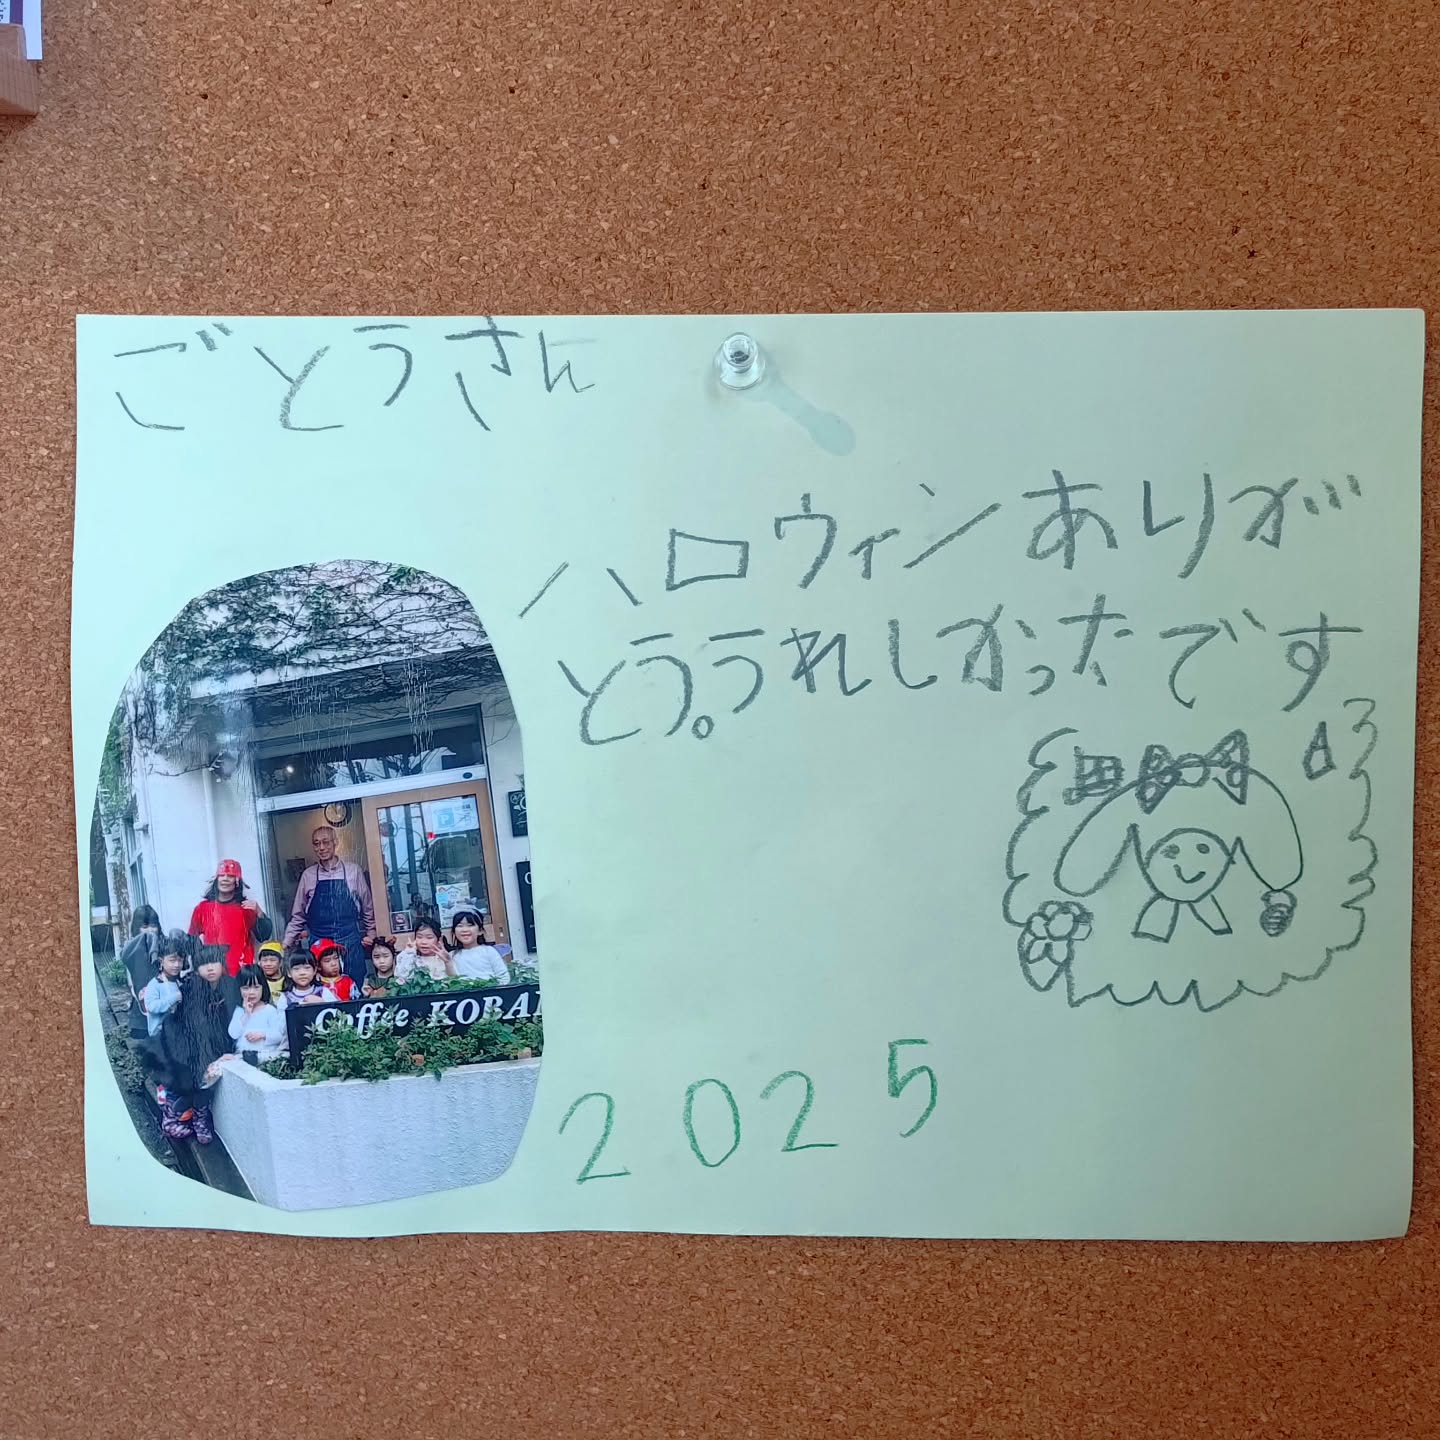 ごとうさん
ハロウィンありが
とう。うれしかったです
Coffee KOBAN
2025